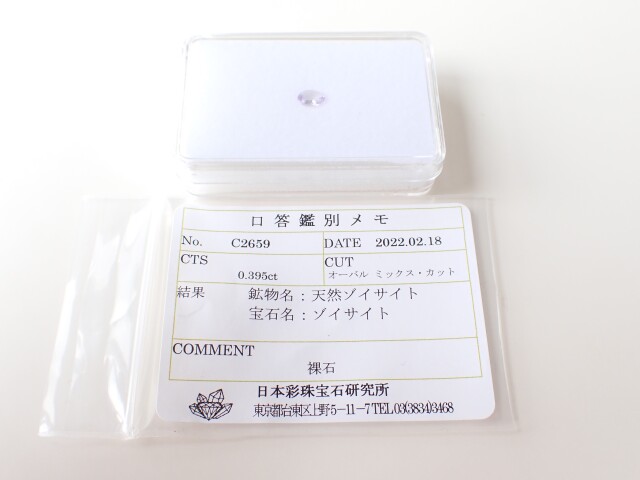 口答鑑別メモ
No. C2659 DATE 2022.02.18
CTS CUT
0.395ct オーバル ミックス・カット
結果 鉱物名：天然ゾイサイト
宝石名：ゾイサイト
COMMENT
裸石
日本彩珠宝石研究所
東京都台東区上野5-11-7 TEL03(3834)3468